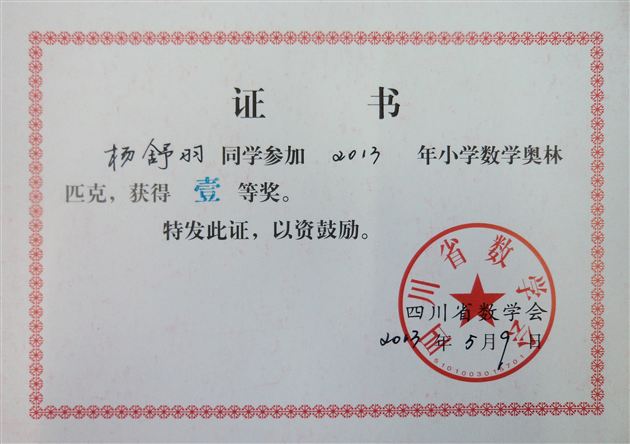 证 书
杨舒羽 同学参加 2013 年小学数学奥林
匹克，获得 壹 等奖。
特发此证，以资鼓励。
四川省数学会
四川省数学会
2013 年 5 月 9 日